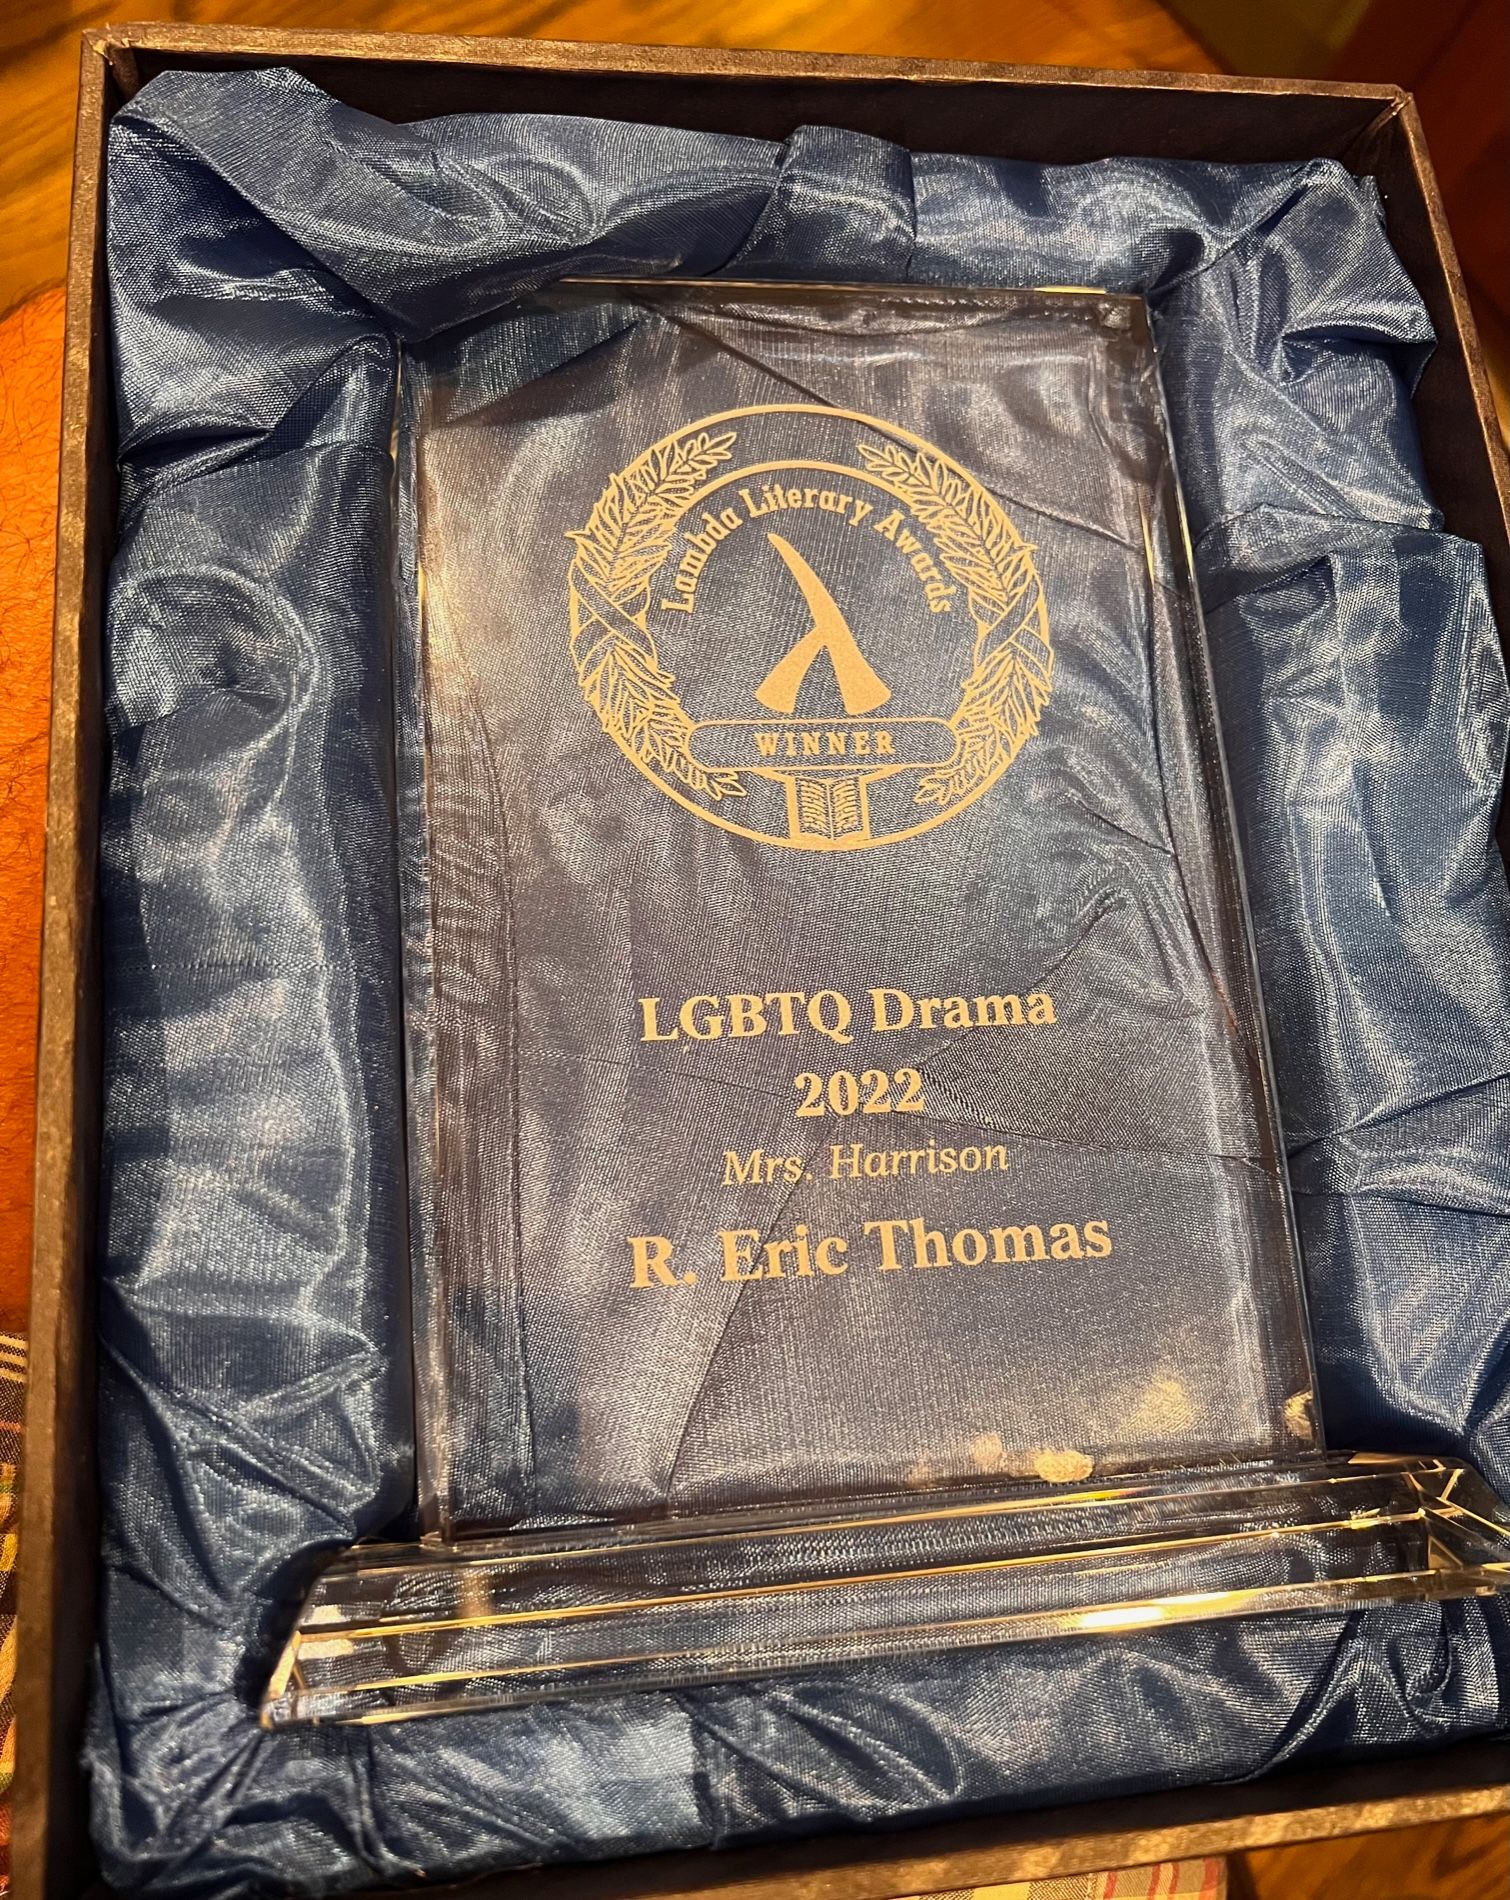 Lambda Literary Awards
WINNER
LGBTQ Drama
2022
Mrs. Harrison
R. Eric Thomas